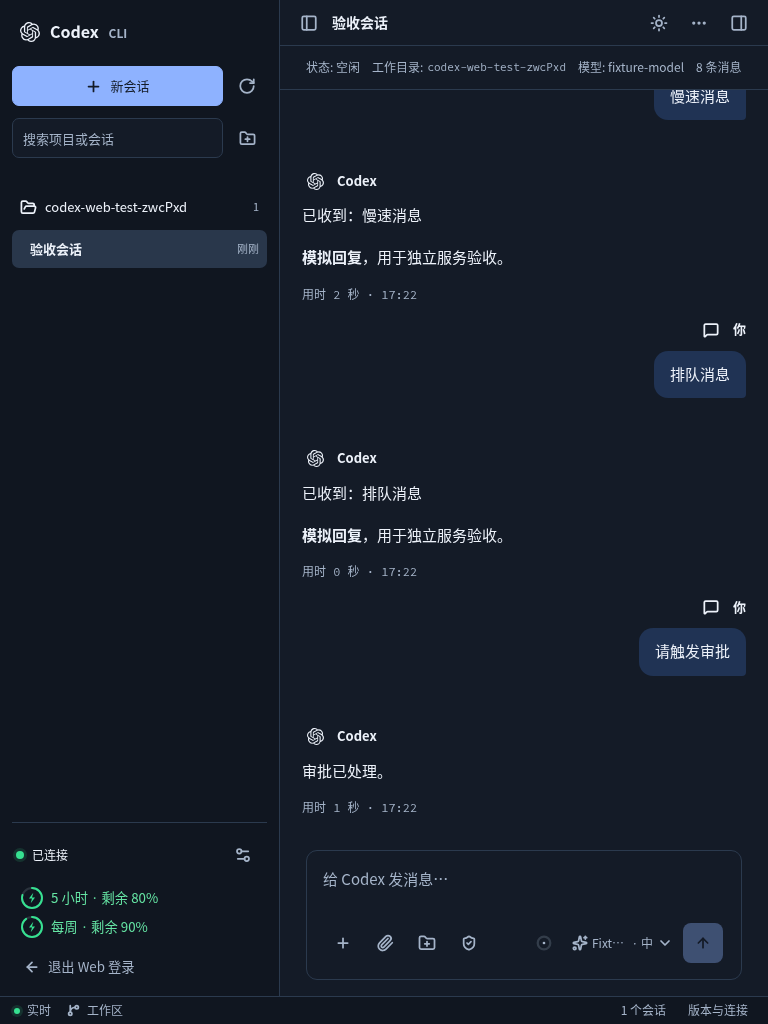 Codex CLI
新会话
搜索项目或会话
codex-web-test-zwcPxd 1
验收会话 刚刚
已连接
5 小时 · 剩余 80%
每周 · 剩余 90%
退出 Web 登录
验收会话
状态: 空闲 工作目录: codex-web-test-zwcPxd 模型: fixture-model 8 条消息
慢速消息
Codex
已收到：慢速消息
模拟回复，用于独立服务验收。
用时 2 秒 · 17:22
你
排队消息
Codex
已收到：排队消息
模拟回复，用于独立服务验收。
用时 0 秒 · 17:22
你
请触发审批
Codex
审批已处理。
用时 1 秒 · 17:22
给 Codex 发消息…
Fixt… · 中
实时 工作区 1 个会话 版本与连接